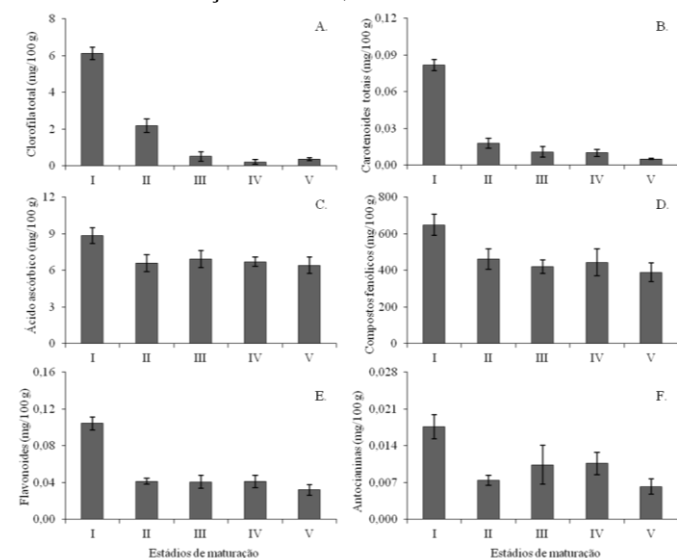 Clorofila total (mg/100 g)
8
6
4
2
0
A.
I II III IV V
Carotenoides totais (mg/100 g)
0,12
0,09
0,06
0,03
0,00
B.
I II III IV V
Ácido ascórbico (mg/100 g)
12
9
6
3
0
C.
I II III IV V
Compostos fenólicos (mg/100 g)
800
600
400
200
0
D.
I II III IV V
Flavonoides (mg/100 g)
0.16
0,12
0,08
0,04
0,00
E.
I II III IV V
Estádios de maturação
Antocianinas (mg/100 g)
0,028
0,021
0,014
0,007
0,000
F.
I II III IV V
Estádios de maturação